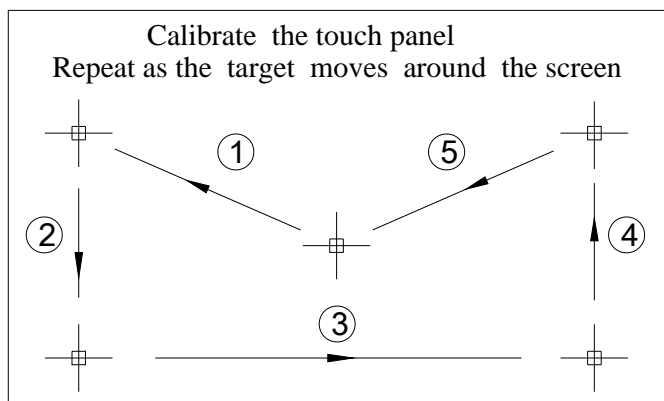 Calibrate the touch panel
Repeat as the target moves around the screen
1
5
2
4
3